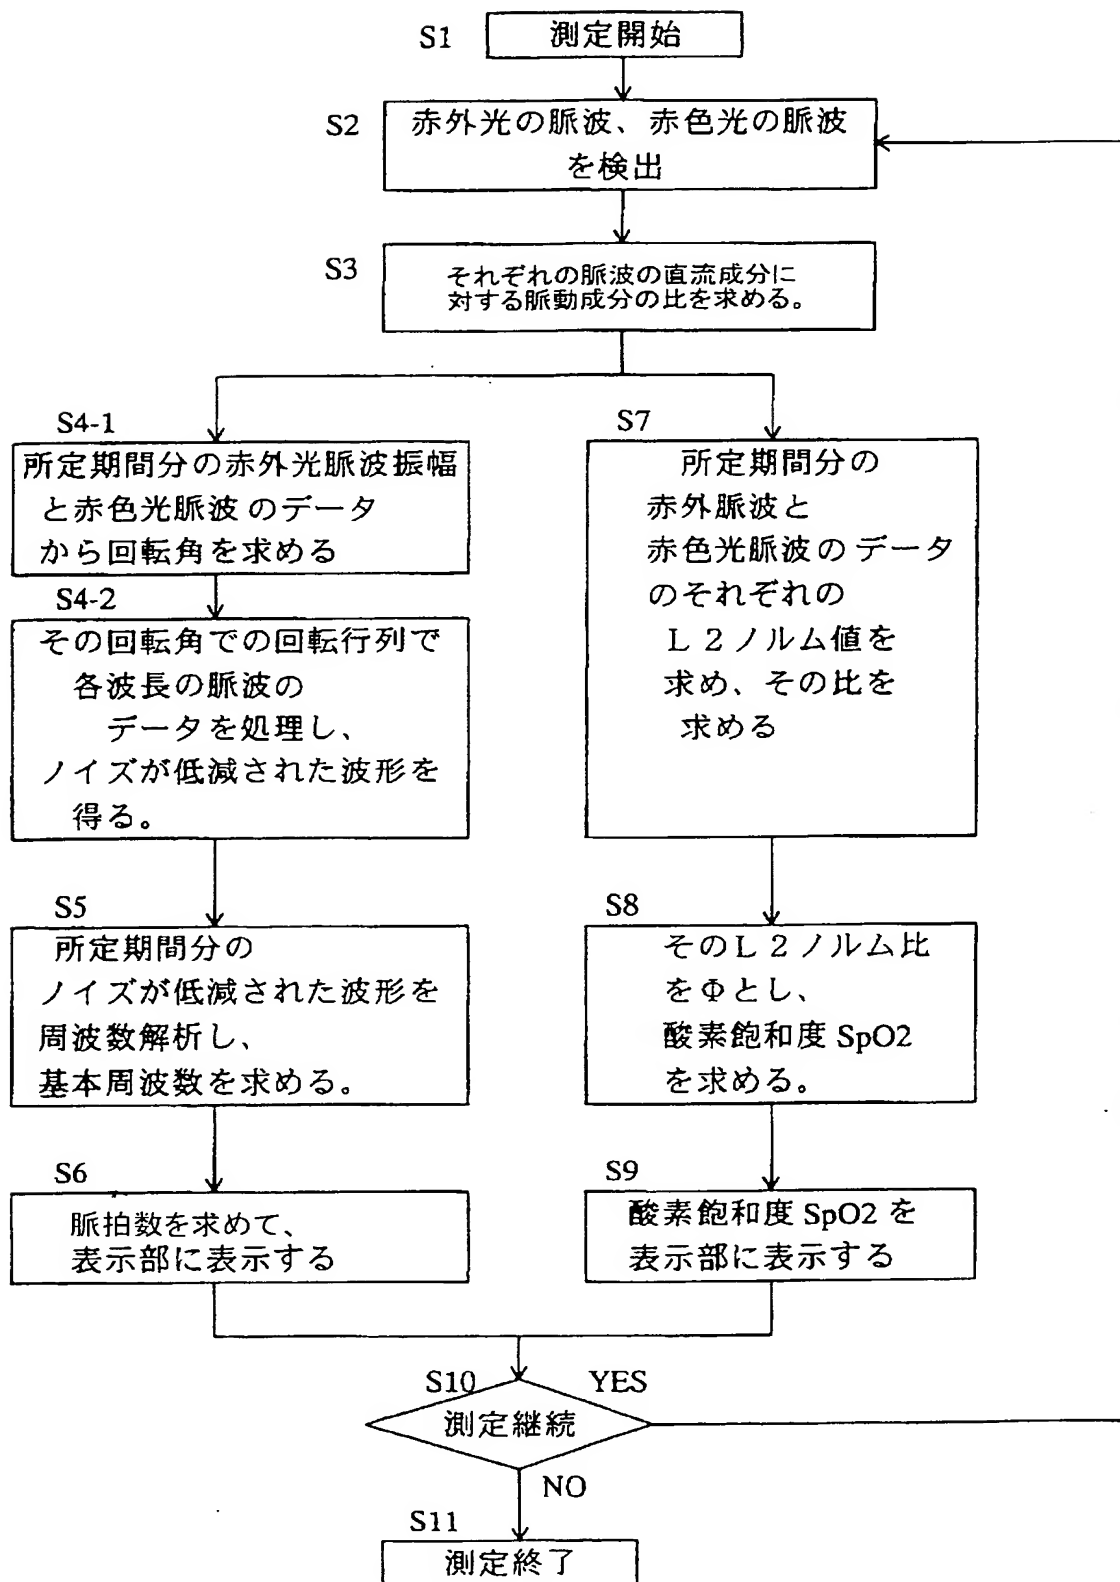 S1
測定開始
S2
赤外光の脈波、赤色光の脈波
を検出
S3
それぞれの脈波の直流成分に
対する脈動成分の比を求める。
S4-1
所定期間分の赤外光脈波振幅
と赤色光脈波のデータ
から回転角を求める
S4-2
その回転角での回転行列で
各波長の脈波の
データを処理し、
ノイズが低減された波形を
得る。
S5
所定期間分の
ノイズが低減された波形を
周波数解析し、
基本周波数を求める。
S6
脈拍数を求めて、
表示部に表示する
S7
所定期間分の
赤外脈波と
赤色光脈波のデータ
のそれぞれの
L2ノルム値を
求め、その比を
求める
S8
そのL2ノルム比
をΦとし、
酸素飽和度 SpO2
を求める。
S9
酸素飽和度 SpO2 を
表示部に表示する
S10
YES
測定継続
NO
S11
測定終了